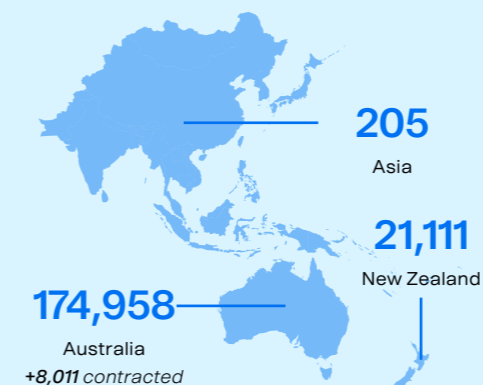 205
Asia
21,111
New Zealand
174,958
Australia
+8,011 contracted